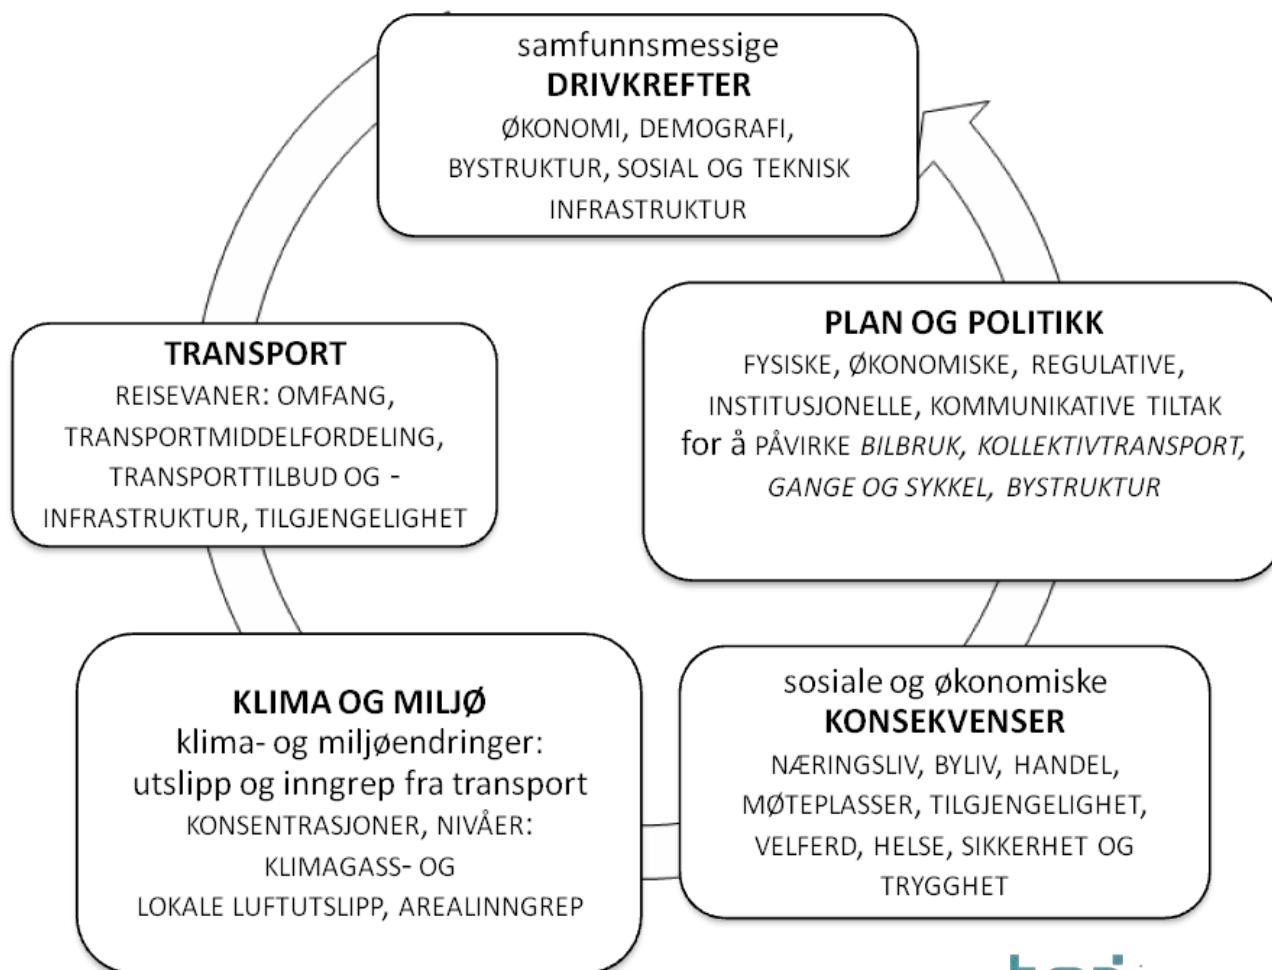 samfunnsmessige
DRIVKREFTER
ØKONOMI, DEMOGRAFI,
BYSTRUKTUR, SOSIAL OG TEKNISK
INFRASTRUKTUR
PLAN OG POLITIKK
FYSISKE, ØKONOMISKE, REGULATIVE,
INSTITUSJONELLE, KOMMUNIKATIVE TILTAK
for å PÅVIRKE BILBRUK, KOLLEKTIVTRANSPORT,
GANGE OG SYKKEL, BYSTRUKTUR
sosiale og økonomiske
KONSEKVENSER
NÆRINGSLIV, BYLIV, HANDEL,
MØTEPLASSER, TILGJENGELIGHET,
VELFERD, HELSE, SIKKERHET OG
TRYGGHET
KLIMA OG MILJØ
klima- og miljøendringer:
utslipp og inngrep fra transport
KONSENTRASJONER, NIVÅER:
KLIMAGASS- OG
LOKALE LUFTUTSLIPP, AREALINNGREP
TRANSPORT
REISEVANER: OMFANG,
TRANSPORTMIDDELFORDELING,
TRANSPORTTILBUD OG -
INFRASTRUKTUR, TILGJENGELIGHET